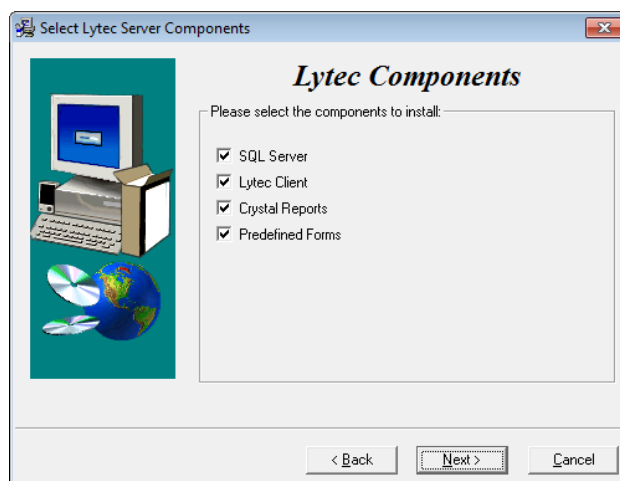 Select Lytec Server Components
Lytec Components
Please select the components to install:
SQL Server
Lytec Client
Crystal Reports
Predefined Forms
< Back
Next >
Cancel